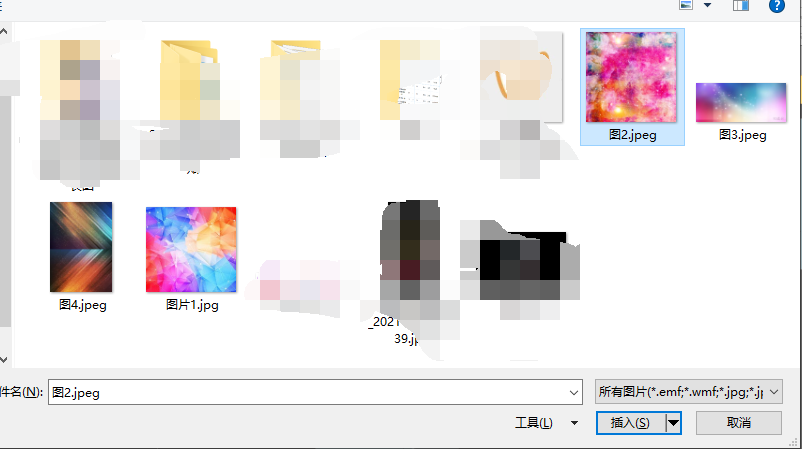 图2.jpeg
图3.jpeg
图4.jpeg
图片1.jpg
_2021
39.jp
件名(N):
图2.jpeg
所有图片(*.emf;*.wmf;*.jpg;*.jp
工具(L)
插入(S)
取消